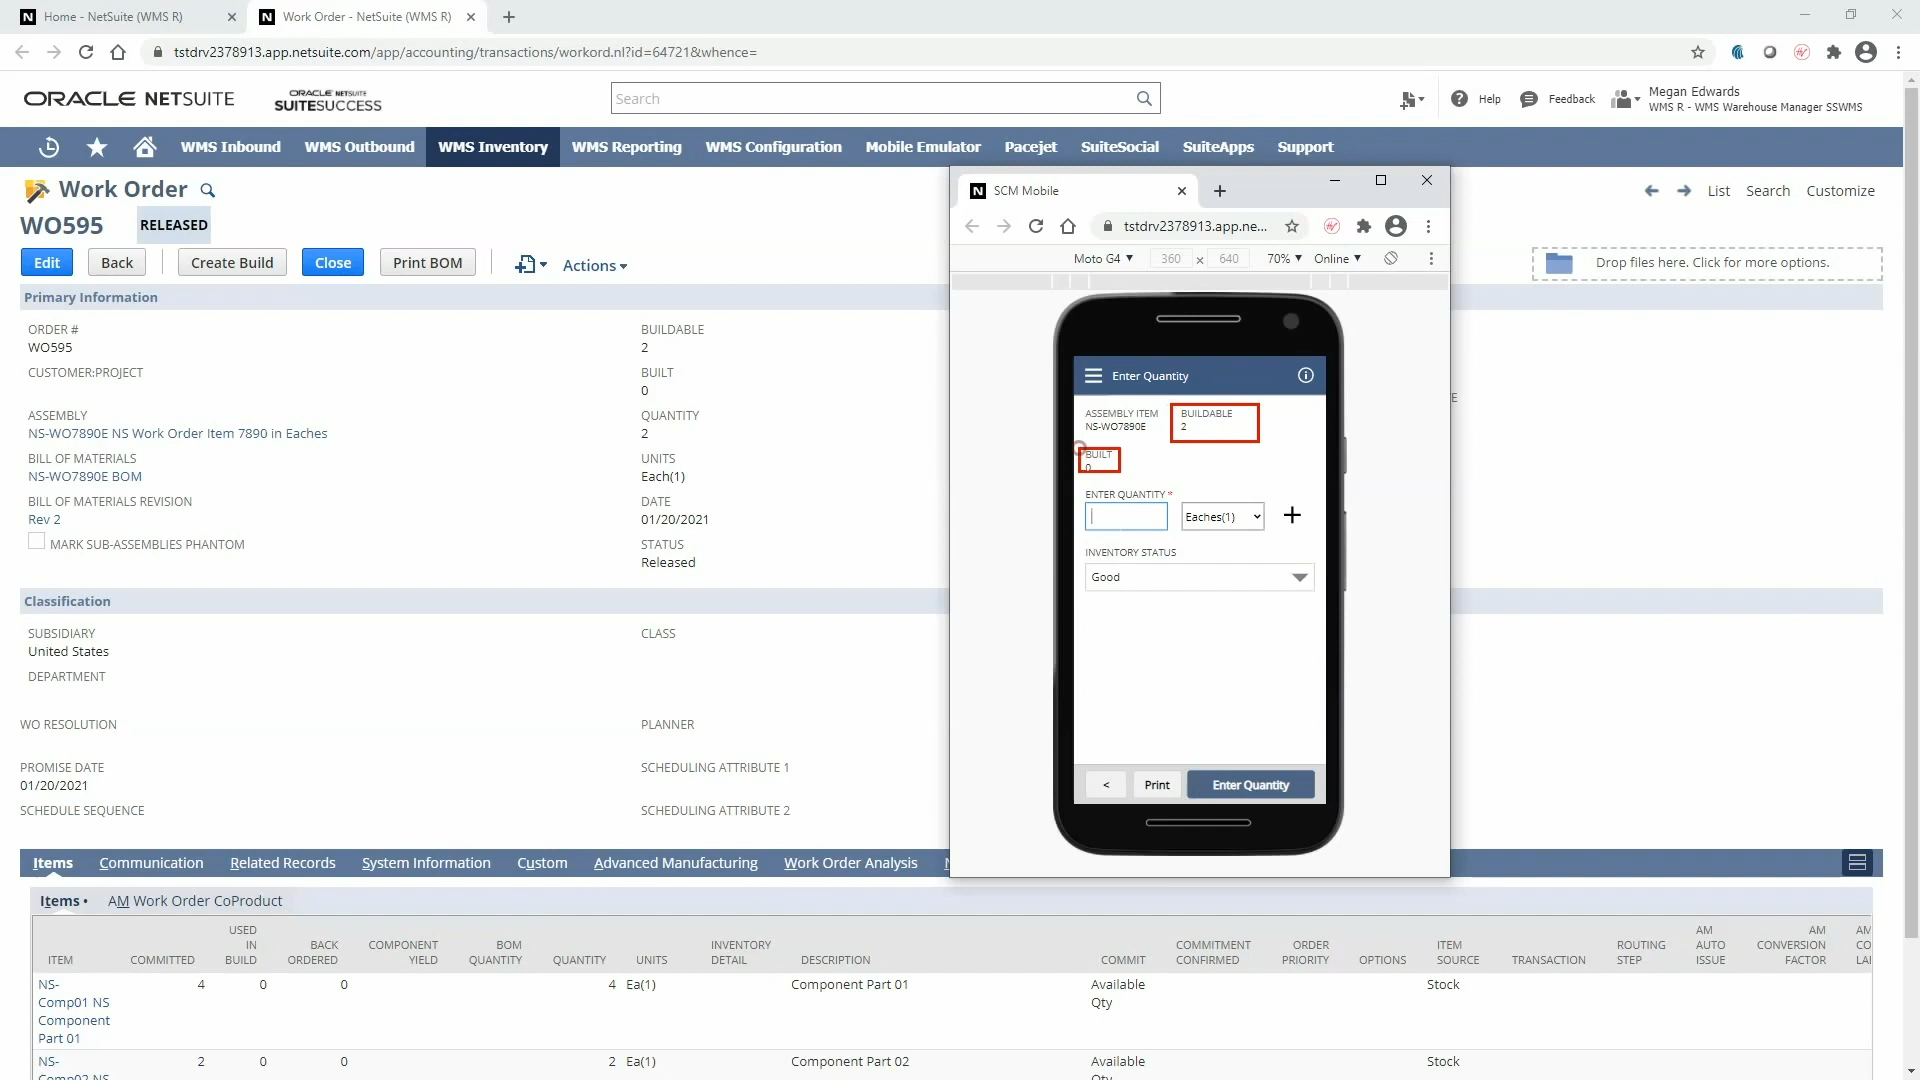 Home - NetSuite (WMS R)
Work Order - NetSuite (WMS R)
tstdrv2378913.app.netsuite.com/app/accounting/transactions/workord.nl?id=64721&whence=
ORACLE NETSUITE
ORACLE NETSUITE
SUITESUCCESS
Search
Help
Feedback
Megan Edwards
WMS R - WMS Warehouse Manager SSWMS
WMS Inbound
WMS Outbound
WMS Inventory
WMS Reporting
WMS Configuration
Mobile Emulator
Pacejet
SuiteSocial
SuiteApps
Support
Work Order
List
Search
Customize
WO595
RELEASED
Edit
Back
Create Build
Close
Print BOM
Actions
Drop files here. Click for more options.
Primary Information
ORDER #
WO595
CUSTOMER:PROJECT
ASSEMBLY
NS-WO7890E NS Work Order Item 7890 in Eaches
BILL OF MATERIALS
NS-WO7890E BOM
BILL OF MATERIALS REVISION
Rev 2
MARK SUB-ASSEMBLIES PHANTOM
BUILDABLE
2
BUILT
0
QUANTITY
2
UNITS
Each(1)
DATE
01/20/2021
STATUS
Released
E
Classification
SUBSIDIARY
United States
DEPARTMENT
WO RESOLUTION
PROMISE DATE
01/20/2021
SCHEDULE SEQUENCE
CLASS
PLANNER
SCHEDULING ATTRIBUTE 1
SCHEDULING ATTRIBUTE 2
SCM Mobile
tstdrv2378913.app.ne...
Moto G4
360 x 640
70%
Online
Enter Quantity
ASSEMBLY ITEM
NS-WO7890E
BUILDABLE
2
BUILT
0
ENTER QUANTITY *
Eaches(1)
+
INVENTORY STATUS
Good
<
Print
Enter Quantity
Items
Communication
Related Records
System Information
Custom
Advanced Manufacturing
Work Order Analysis
Items •
AM Work Order CoProduct
ITEM
COMMITTED
USED
IN
BUILD
BACK
ORDERED
COMPONENT
YIELD
BOM
QUANTITY
QUANTITY
UNITS
INVENTORY
DETAIL
DESCRIPTION
COMMIT
COMMITMENT
CONFIRMED
ORDER
PRIORITY
OPTIONS
ITEM
SOURCE
TRANSACTION
ROUTING
STEP
AM
AUTO
ISSUE
AM
CONVERSION
FACTOR
AM
CO
LA
NS-
Comp01 NS
Component
Part 01
4
0
0
4
Ea(1)
Component Part 01
Available
Qty
Stock
NS-
Comp02 NS
2
0
0
2
Ea(1)
Component Part 02
Available
Qty
Stock